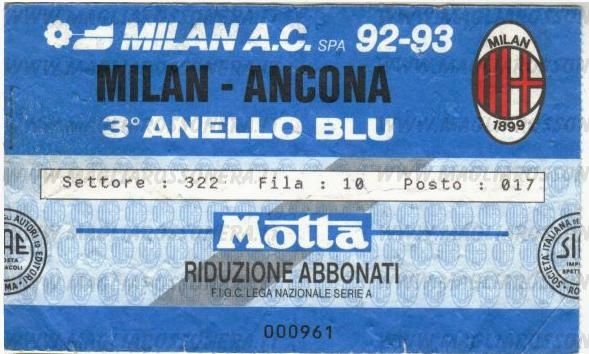 MILAN A.C. SPA 92-93
MILAN - ANCONA
3° ANELLO BLU
MILAN
1899
Settore : 322 Fila : 10 Posto : 017
Motta
RIDUZIONE ABBONATI
F.I.G.C. LEGA NAZIONALE SERIE A
000961